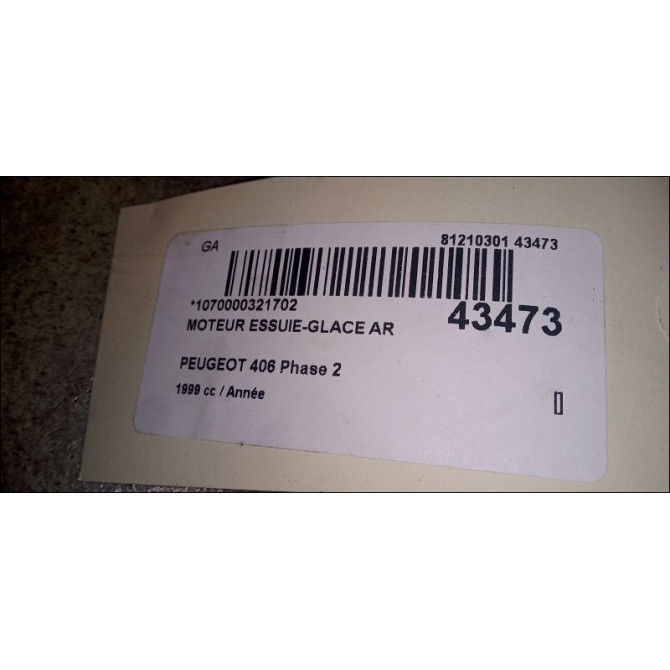 GA 81210301 43473
*1070000321702
43473
MOTEUR ESSUIE-GLACE AR
PEUGEOT 406 Phase 2
1999 cc / Année